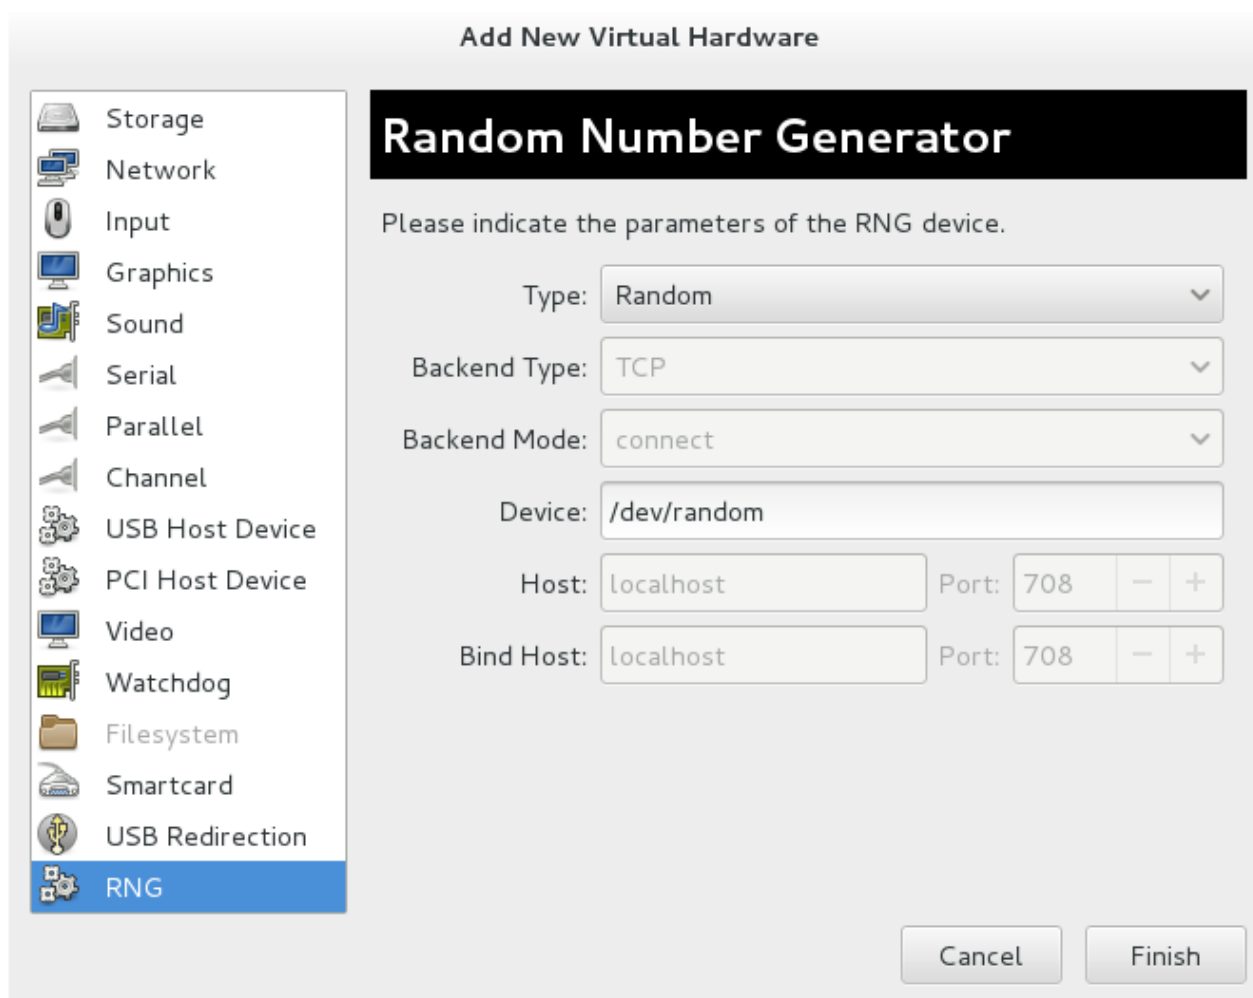 Add New Virtual Hardware
Storage
Network
Input
Graphics
Sound
Serial
Parallel
Channel
USB Host Device
PCI Host Device
Video
Watchdog
Filesystem
Smartcard
USB Redirection
RNG
Random Number Generator
Please indicate the parameters of the RNG device.
Type: Random
Backend Type: TCP
Backend Mode: connect
Device: /dev/random
Host: localhost Port: 708 − +
Bind Host: localhost Port: 708 − +
Cancel Finish